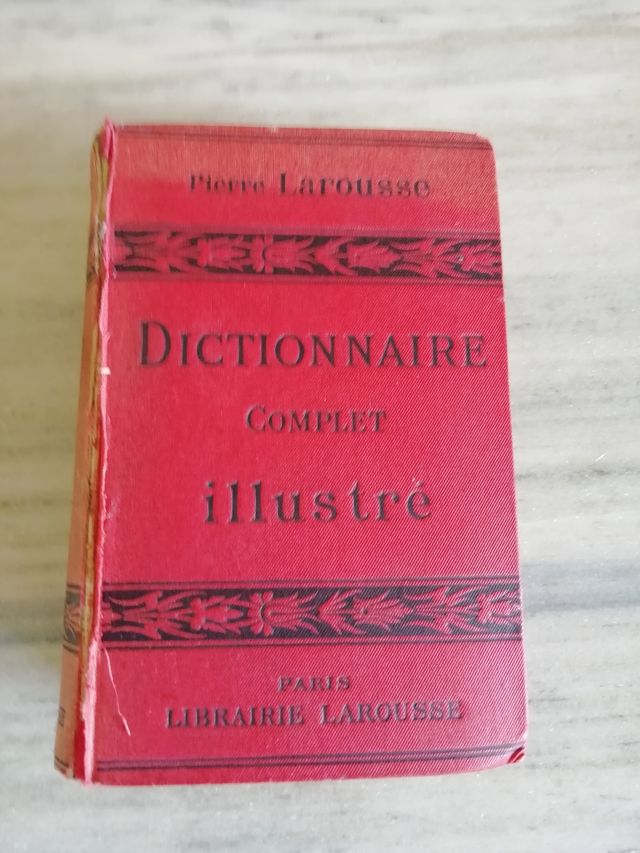 Pierre Larousse
DICTIONNAIRE
COMPLET
illustré
PARIS
LIBRAIRIE LAROUSSE